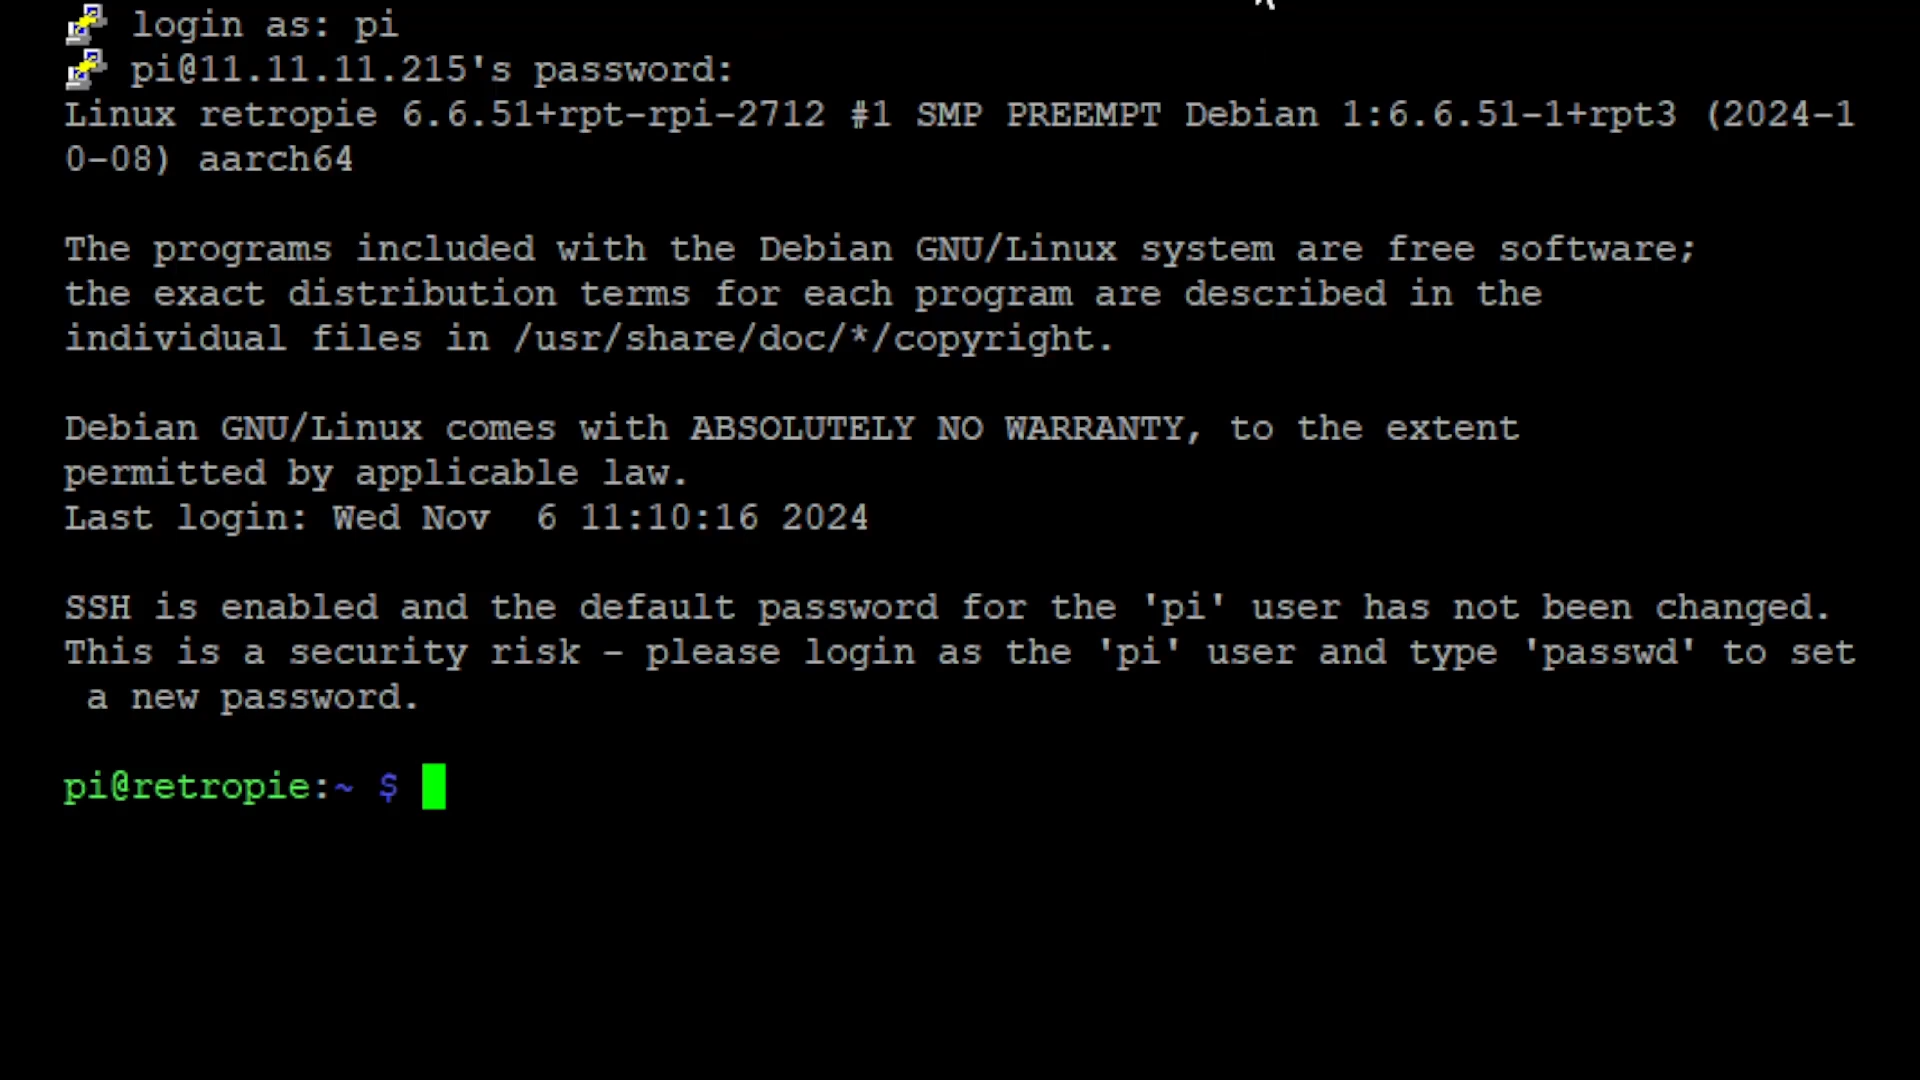 login as: pi
pi@11.11.11.215's password:
Linux retropie 6.6.51+rpt-rpi-2712 #1 SMP PREEMPT Debian 1:6.6.51-1+rpt3 (2024-1
0-08) aarch64
The programs included with the Debian GNU/Linux system are free software;
the exact distribution terms for each program are described in the
individual files in /usr/share/doc/*/copyright.
Debian GNU/Linux comes with ABSOLUTELY NO WARRANTY, to the extent
permitted by applicable law.
Last login: Wed Nov  6 11:10:16 2024
SSH is enabled and the default password for the 'pi' user has not been changed.
This is a security risk - please login as the 'pi' user and type 'passwd' to set
 a new password.
pi@retropie:~ $